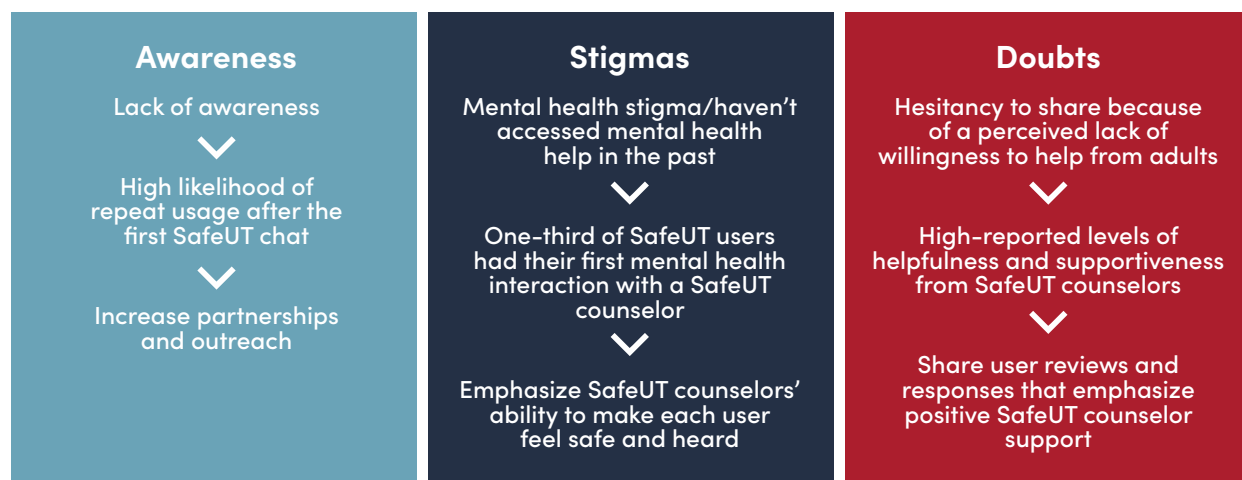 Awareness
Lack of awareness
High likelihood of
repeat usage after the
first SafeUT chat
Increase partnerships
and outreach
Stigmas
Mental health stigma/haven’t
accessed mental health
help in the past
One-third of SafeUT users
had their first mental health
interaction with a SafeUT
counselor
Emphasize SafeUT counselors’
ability to make each user
feel safe and heard
Doubts
Hesitancy to share because
of a perceived lack of
willingness to help from adults
High-reported levels of
helpfulness and supportiveness
from SafeUT counselors
Share user reviews and
responses that emphasize
positive SafeUT counselor
support